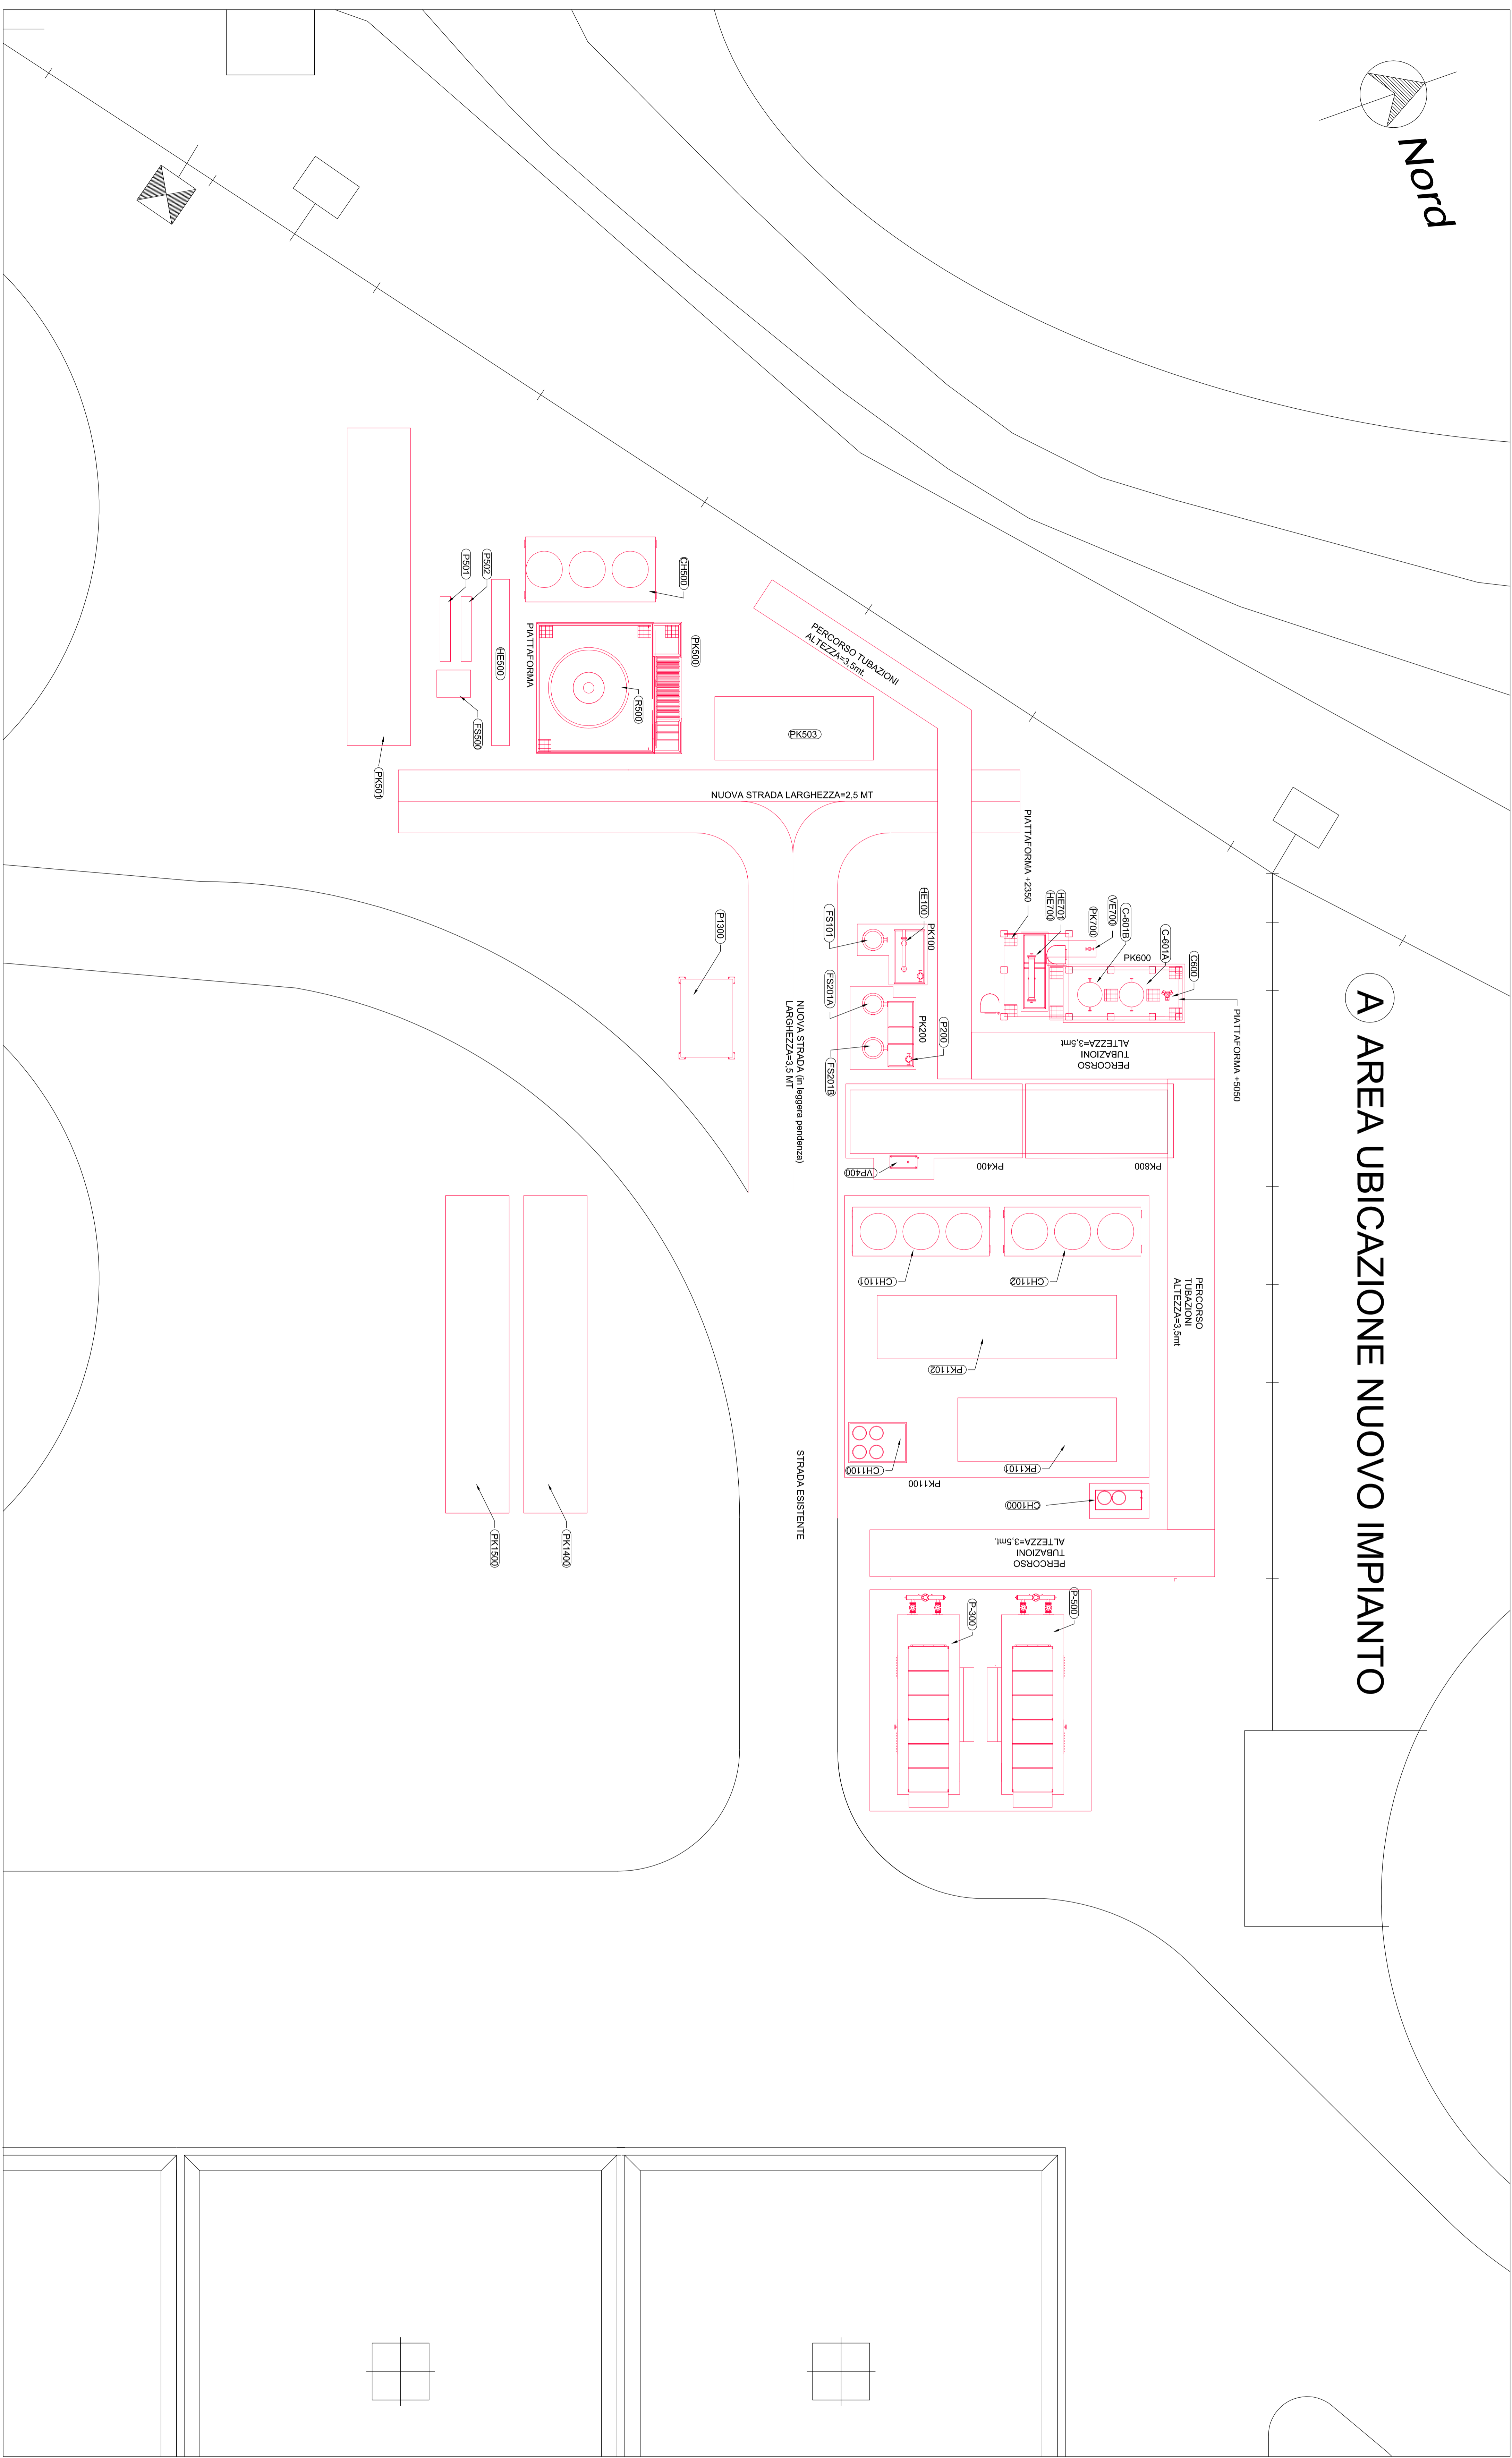 Nord
A AREA UBICAZIONE NUOVO IMPIANTO
PIATTAFORMA +5050
C600
C-601A
C-601B
VE700
PK700
HE701
HE700
PK600
PIATTAFORMA +2350
PERCORSO
TUBAZIONI
ALTEZZA=3,5mt
PERCORSO
TUBAZIONI
ALTEZZA=3,5mt
PERCORSO
TUBAZIONI
ALTEZZA=3,5mt.
PERCORSO TUBAZIONI
ALTEZZA=3,5mt.
P-500
P-300
PK800
PK400
VP400
CH1102
CH1101
PK1102
PK1101
CH1100
PK1100
CH1000
P200
PK200
PK100
HE100
FS101
FS201A
FS201B
NUOVA STRADA (in leggera pendenza)
LARGHEZZA=3,5 MT
STRADA ESISTENTE
P1300
NUOVA STRADA LARGHEZZA=2,5 MT
PK503
PK500
CH500
R500
PIATTAFORMA
HE500
P502
P501
FS500
PK501
PK1400
PK1500